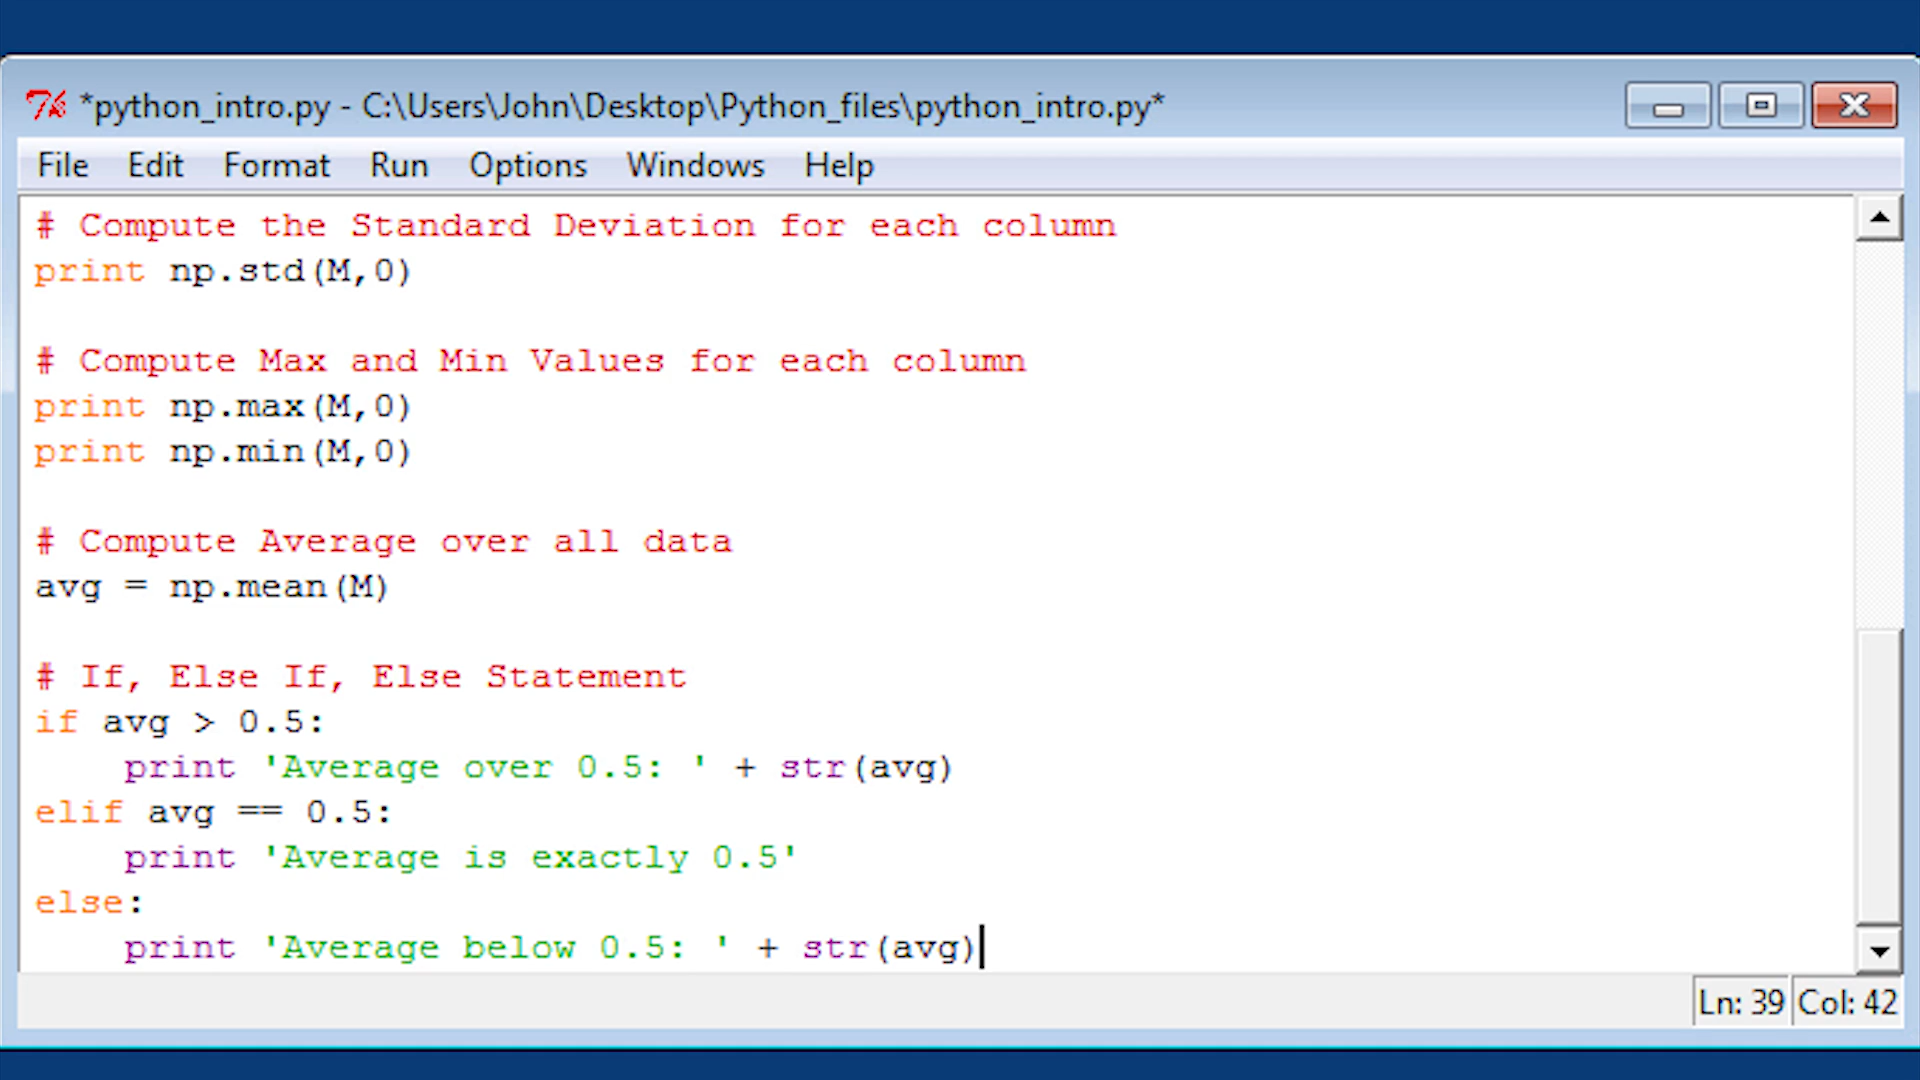 *python_intro.py - C:\Users\John\Desktop\Python_files\python_intro.py*
File Edit Format Run Options Windows Help
# Compute the Standard Deviation for each column
print np.std(M,0)
# Compute Max and Min Values for each column
print np.max(M,0)
print np.min(M,0)
# Compute Average over all data
avg = np.mean(M)
# If, Else If, Else Statement
if avg > 0.5:
    print 'Average over 0.5: ' + str(avg)
elif avg == 0.5:
    print 'Average is exactly 0.5'
else:
    print 'Average below 0.5: ' + str(avg)
Ln: 39 Col: 42